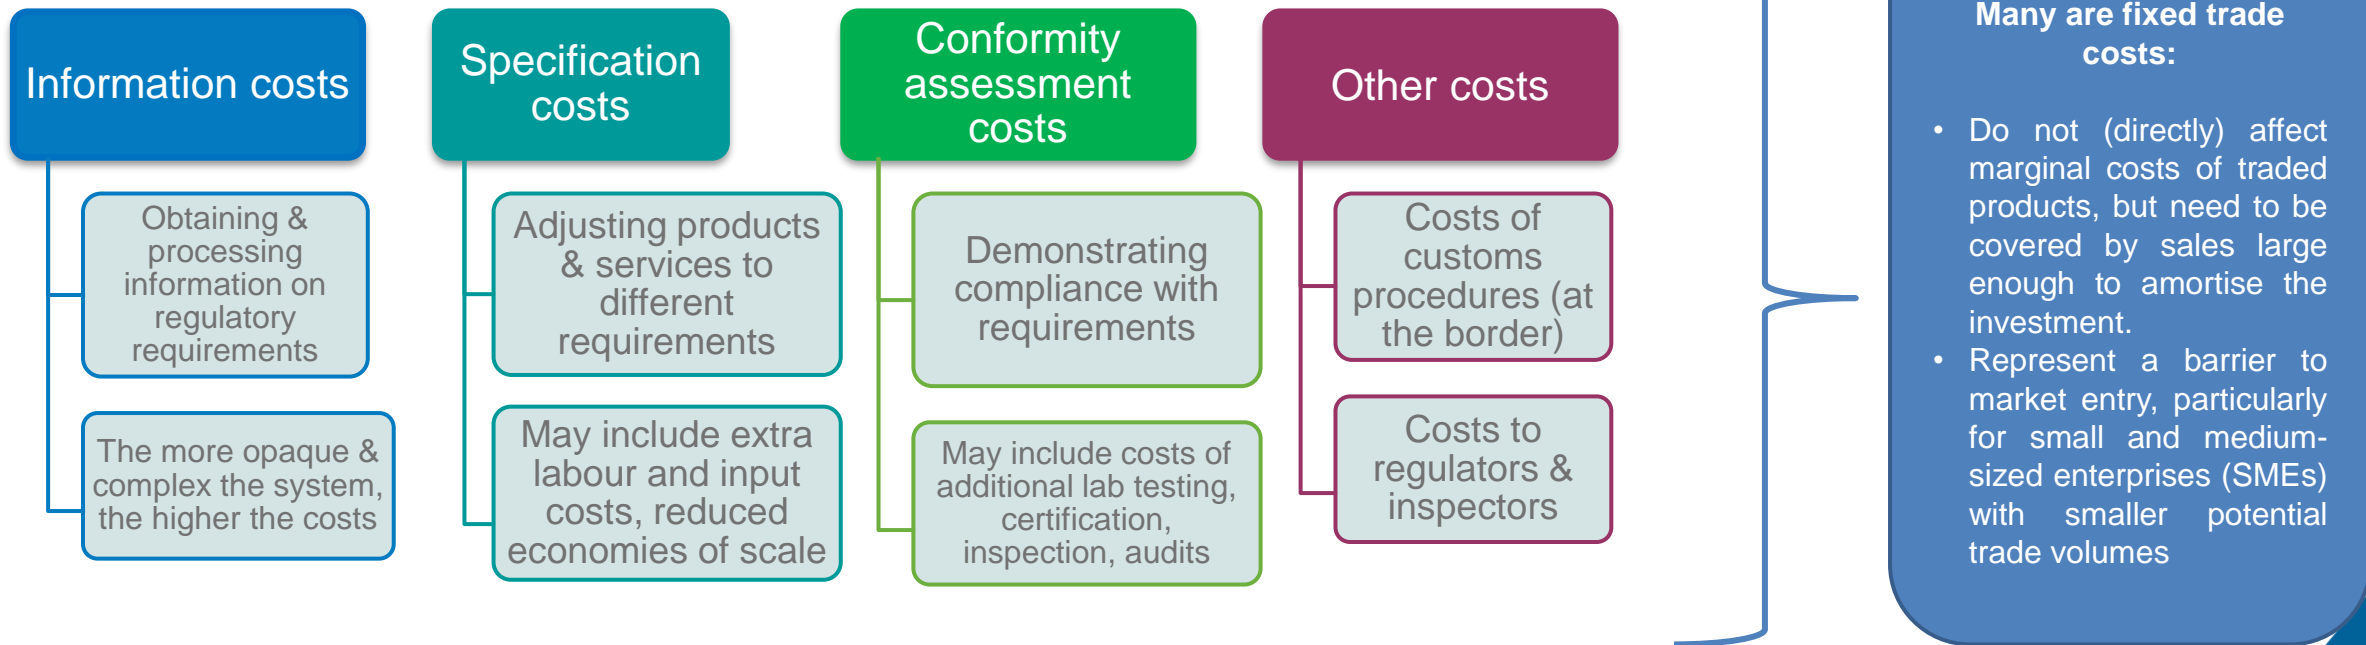 Information costs
Obtaining &
processing
information on
regulatory
requirements
The more opaque &
complex the system,
the higher the costs
Specification
costs
Adjusting products
& services to
different
requirements
May include extra
labour and input
costs, reduced
economies of scale
Conformity
assessment
costs
Demonstrating
compliance with
requirements
May include costs of
additional lab testing,
certification,
inspection, audits
Other costs
Costs of
customs
procedures (at
the border)
Costs to
regulators &
inspectors
Many are fixed trade
costs:
• Do not (directly) affect
marginal costs of traded
products, but need to be
covered by sales large
enough to amortise the
investment.
• Represent a barrier to
market entry, particularly
for small and medium-
sized enterprises (SMEs)
with smaller potential
trade volumes